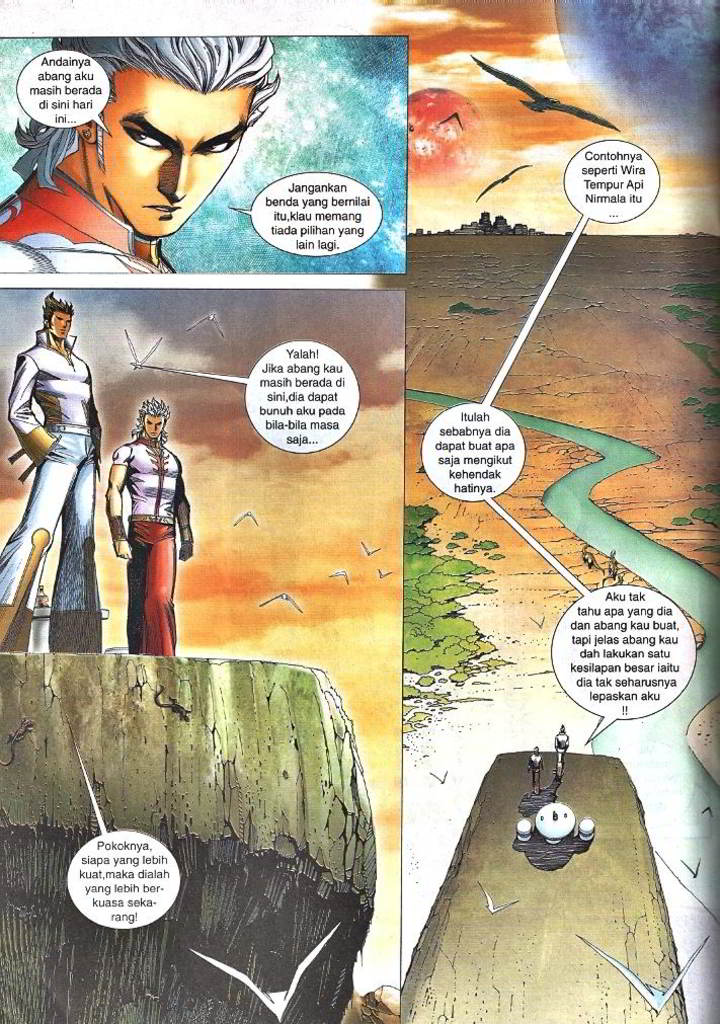 Andainya
abang aku
masih berada
di sini hari
ini...
Jangankan
benda yang bernilai
itu,klau memang
tiada pilihan yang
lain lagi.
Yalah!
Jika abang kau
masih berada di
sini,dia dapat
bunuh aku pada
bila-bila masa
saja...
Pokoknya,
siapa yang lebih
kuat,maka dialah
yang lebih ber-
kuasa seka-
rang!
Contohnya
seperti Wira
Tempur Api
Nirmala itu
...
Itulah
sebabnya dia
dapat buat apa
saja mengikut
kehendak
hatinya.
Aku tak
tahu apa yang dia
dan abang kau buat,
tapi jelas abang kau
dah lakukan satu
kesilapan besar iaitu
dia tak seharusnya
lepaskan aku
!!